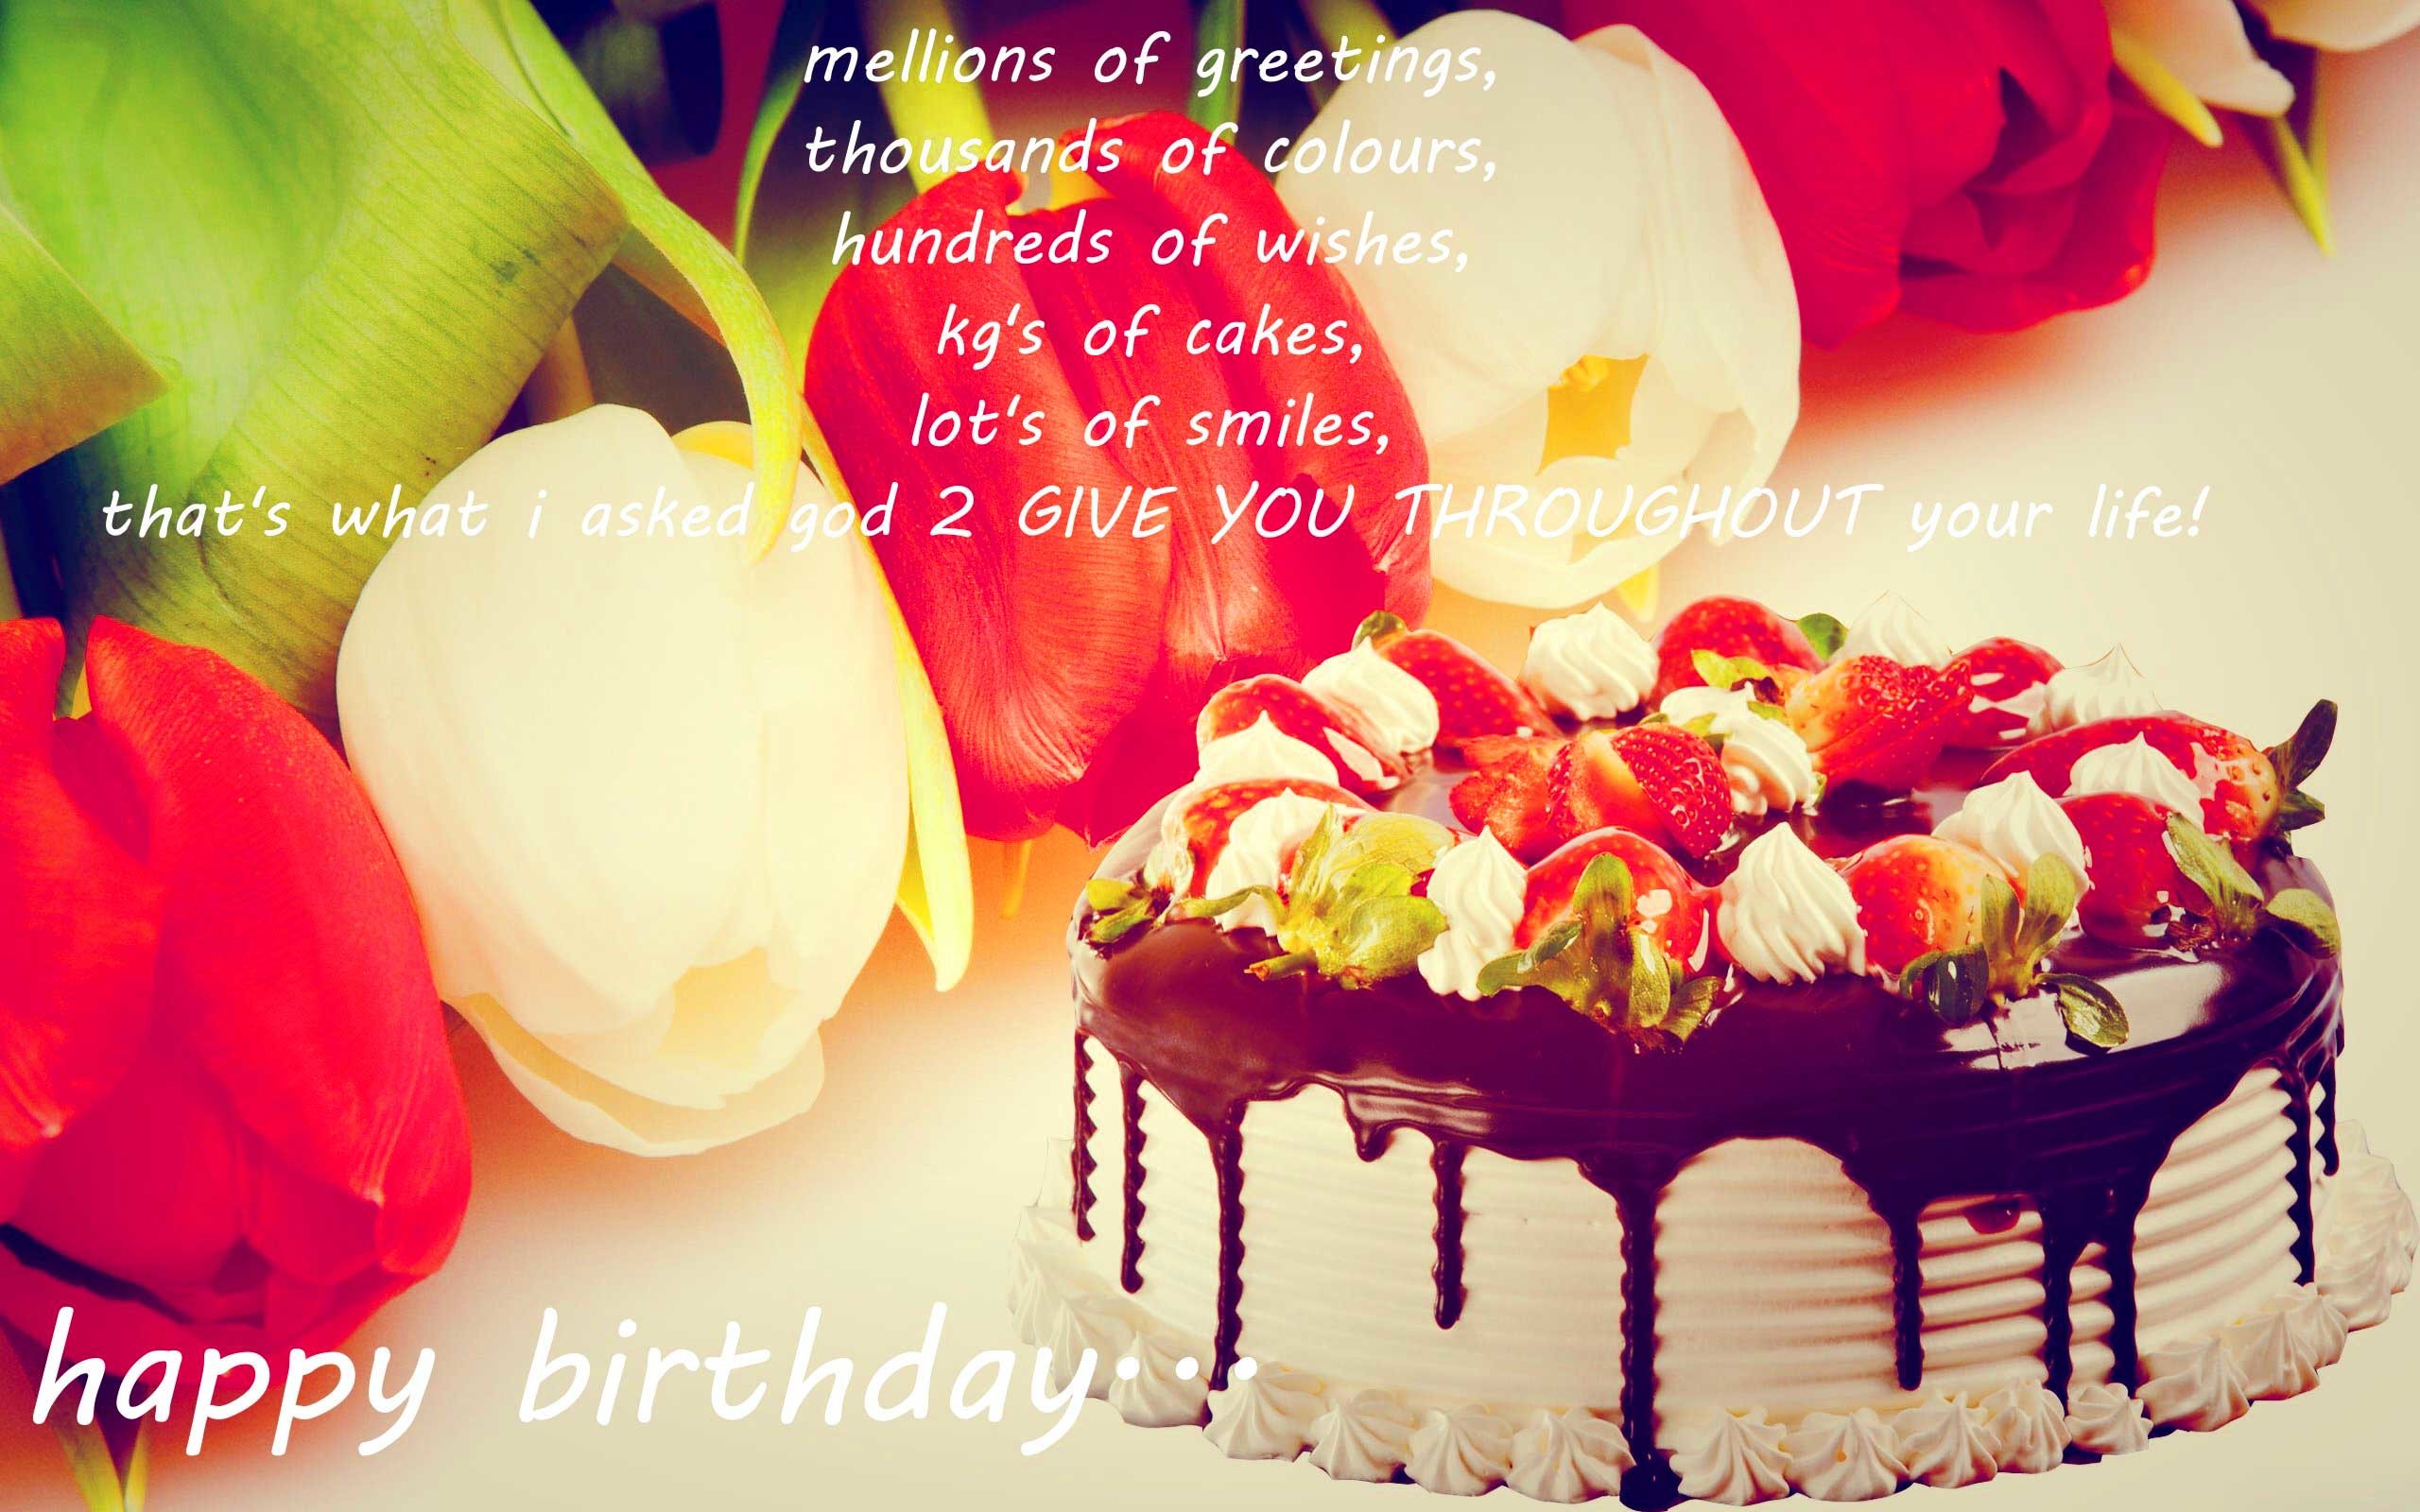 mellions of greetings,
thousands of colours,
hundreds of wishes,
kg's of cakes,
lot's of smiles,
that's what i asked god 2 GIVE YOU THROUGHOUT your life!
happy birthday...